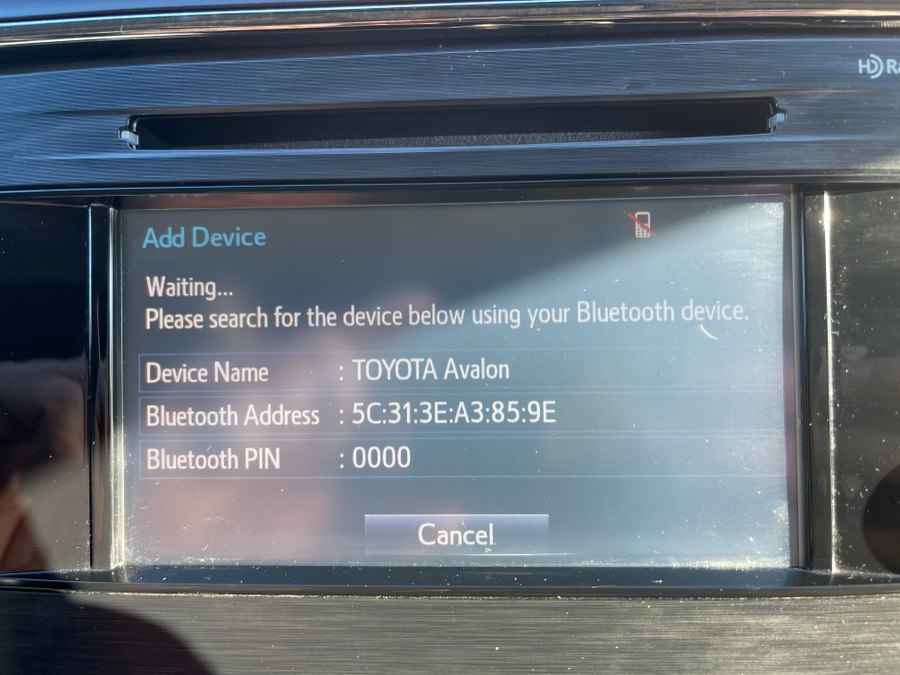 HD Ra
Add Device
Waiting...
Please search for the device below using your Bluetooth device.
Device Name : TOYOTA Avalon
Bluetooth Address : 5C:31:3E:A3:85:9E
Bluetooth PIN : 0000
Cancel